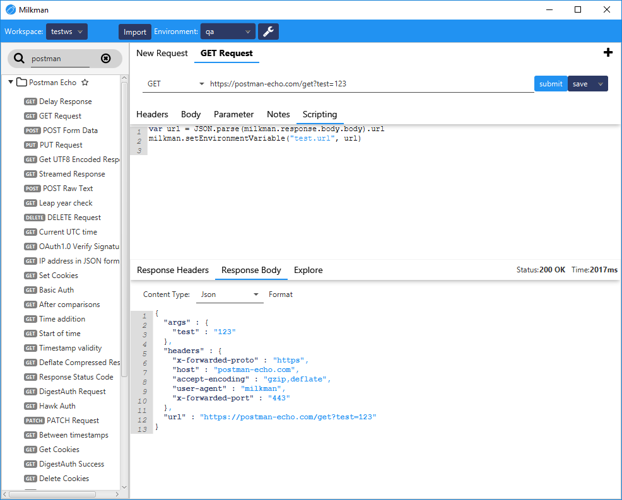 Milkman
Workspace: testws Import Environment: qa
postman
New Request GET Request
Postman Echo
GET Delay Response
GET GET Request
POST POST Form Data
PUT PUT Request
GET Get UTF8 Encoded Resp
GET Streamed Response
POST POST Raw Text
GET Leap year check
DELETE DELETE Request
GET Current UTC time
GET OAuth1.0 Verify Signatu
GET IP address in JSON form
GET Set Cookies
GET Basic Auth
GET After comparisons
GET Time addition
GET Start of time
GET Timestamp validity
GET Deflate Compressed Res
GET Response Status Code
GET DigestAuth Request
GET Hawk Auth
PATCH PATCH Request
GET Between timestamps
GET Get Cookies
GET DigestAuth Success
GET Delete Cookies
GET https://postman-echo.com/get?test=123 submit save
Headers Body Parameter Notes Scripting
1 var url = JSON.parse(milkman.response.body.body).url
2 milkman.setEnvironmentVariable("test.url", url)
3
Response Headers Response Body Explore Status:200 OK Time:2017ms
Content Type: Json Format
1 {
2 "args" : {
3 "test" : "123"
4 },
5 "headers" : {
6 "x-forwarded-proto" : "https",
7 "host" : "postman-echo.com",
8 "accept-encoding" : "gzip,deflate",
9 "user-agent" : "milkman",
10 "x-forwarded-port" : "443"
11 },
12 "url" : "https://postman-echo.com/get?test=123"
13 }